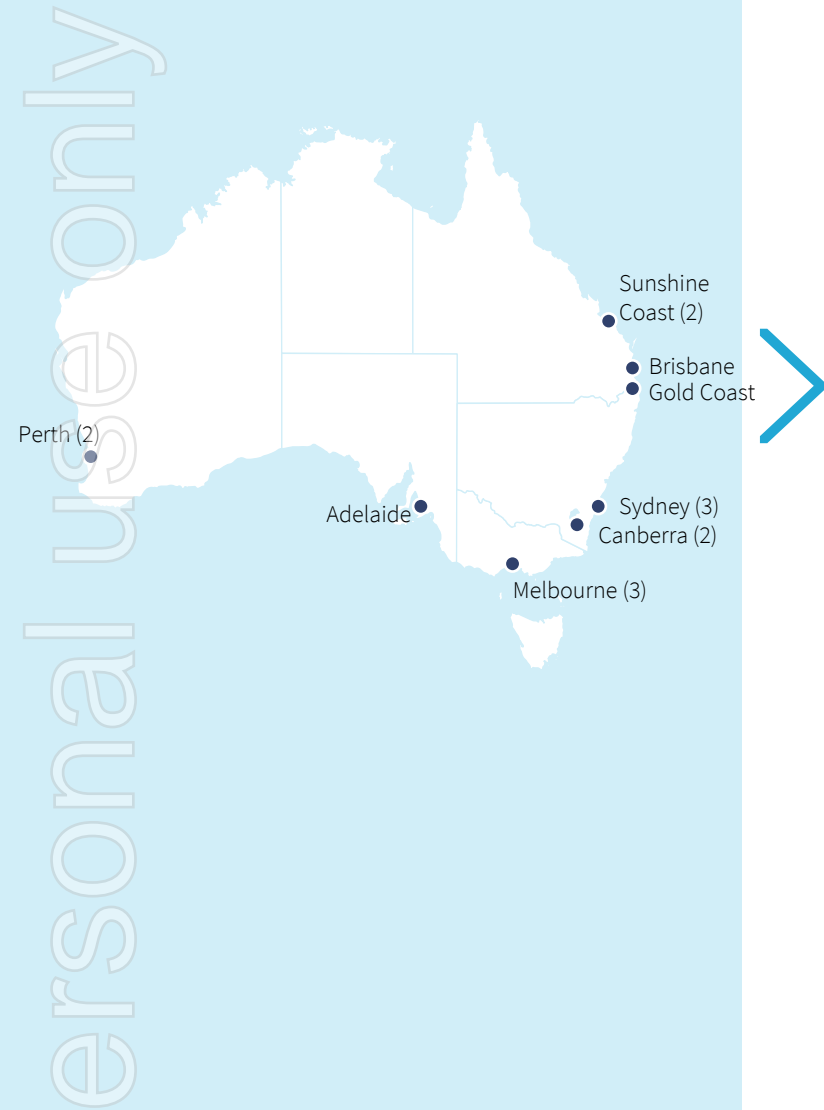 Sunshine
Coast (2)
Brisbane
Gold Coast
Perth (2)
Sydney (3)
Adelaide
Canberra (2)
Melbourne (3)
ersonal use only